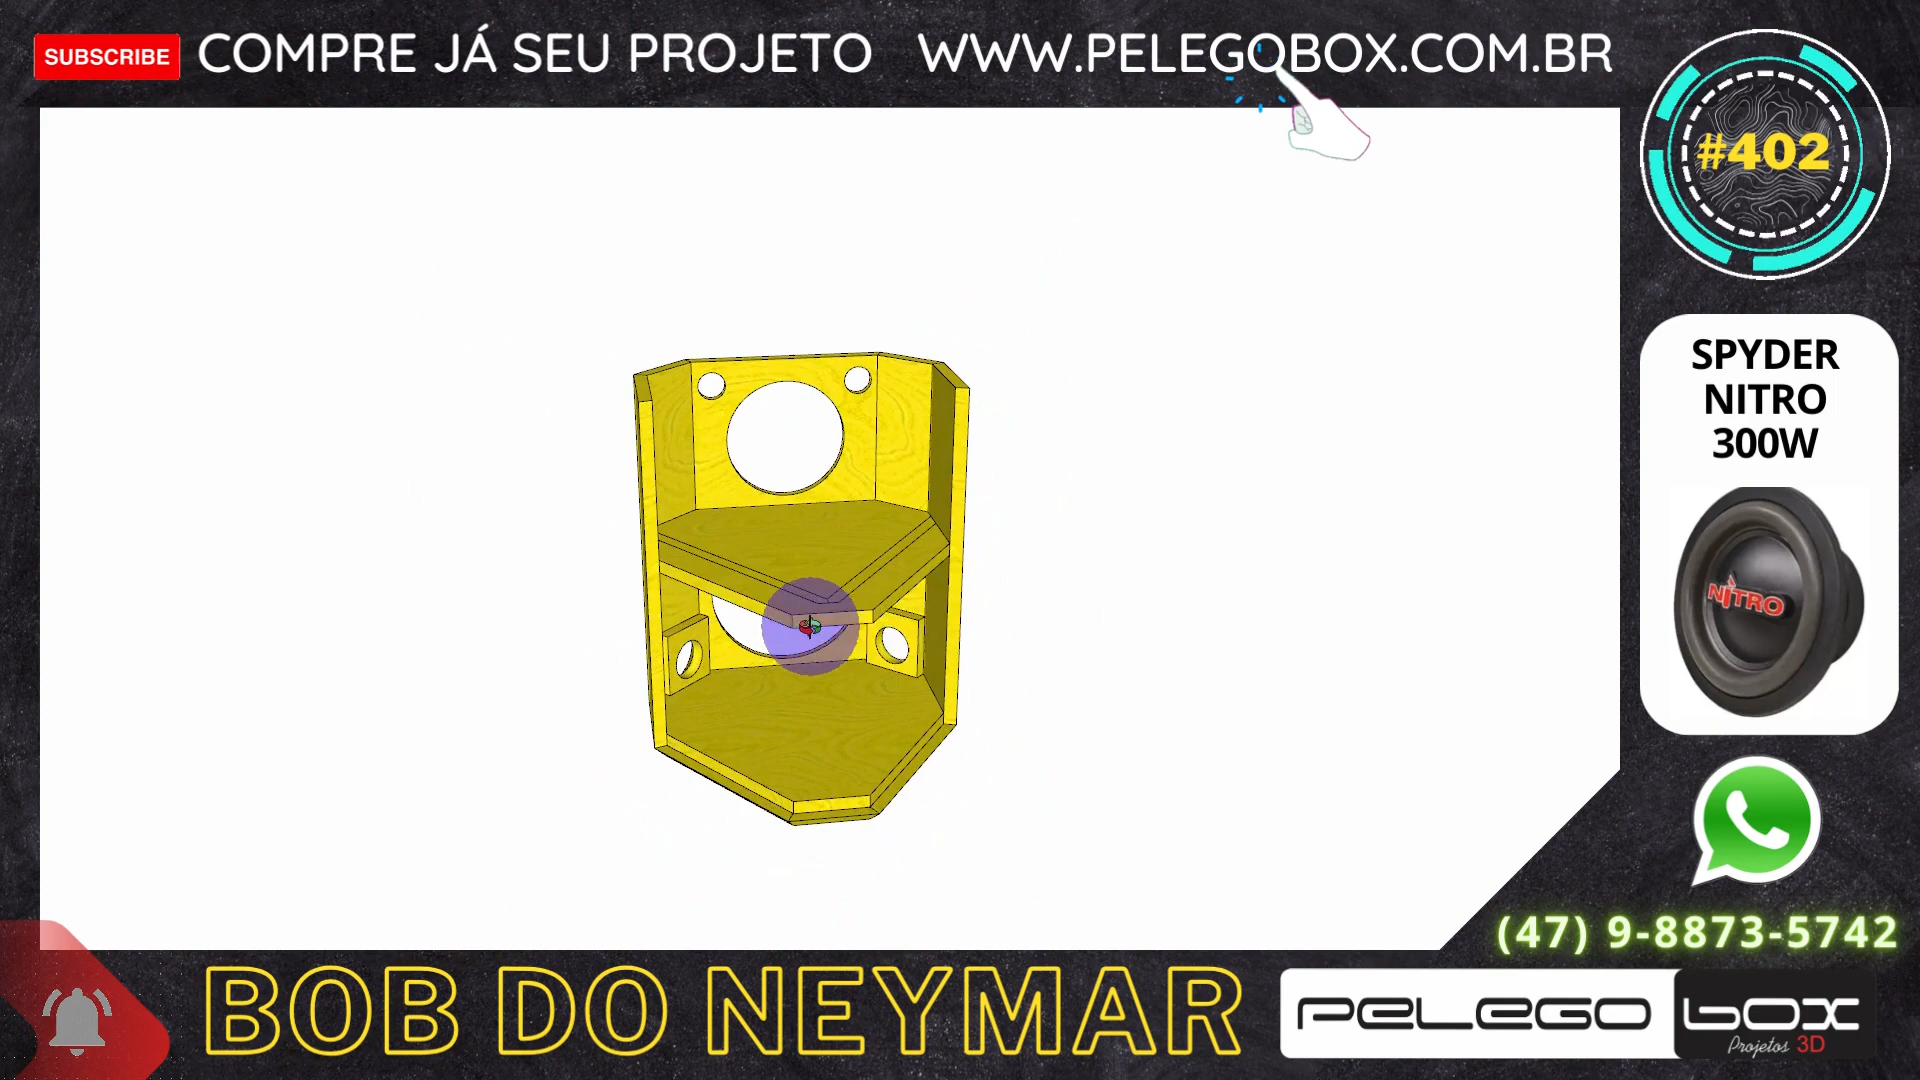 SUBSCRIBE
COMPRE JÁ SEU PROJETO WWW.PELEGOBOX.COM.BR
#402
SPYDER
NITRO
300W
NITRO
(47) 9-8873-5742
BOB DO NEYMAR
PELEGO BOX
Projetos 3D